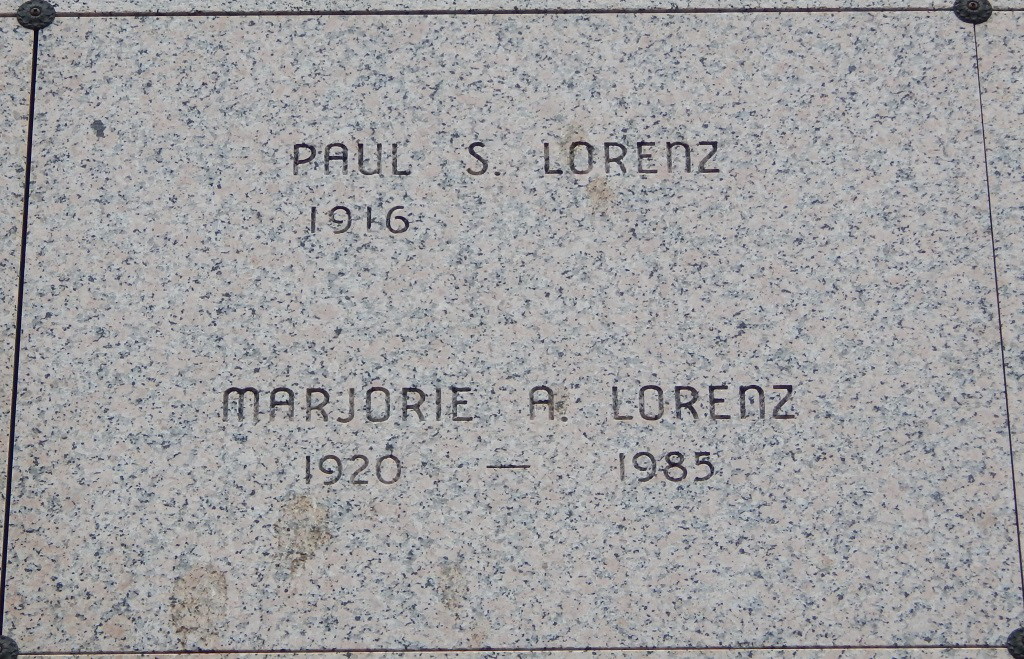 PAUL S. LORENZ
1916
MARJORIE A. LORENZ
1920 — 1985